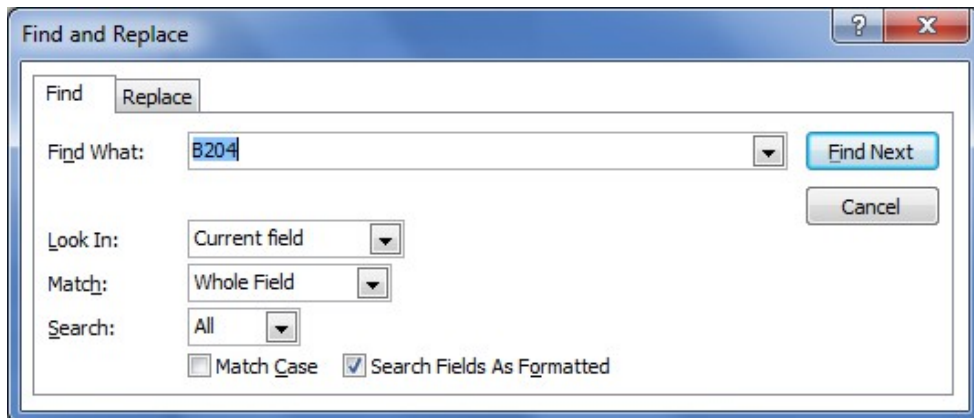 Find and Replace
Find Replace
Find What: B204 Find Next
Cancel
Look In: Current field
Match: Whole Field
Search: All
Match Case Search Fields As Formatted